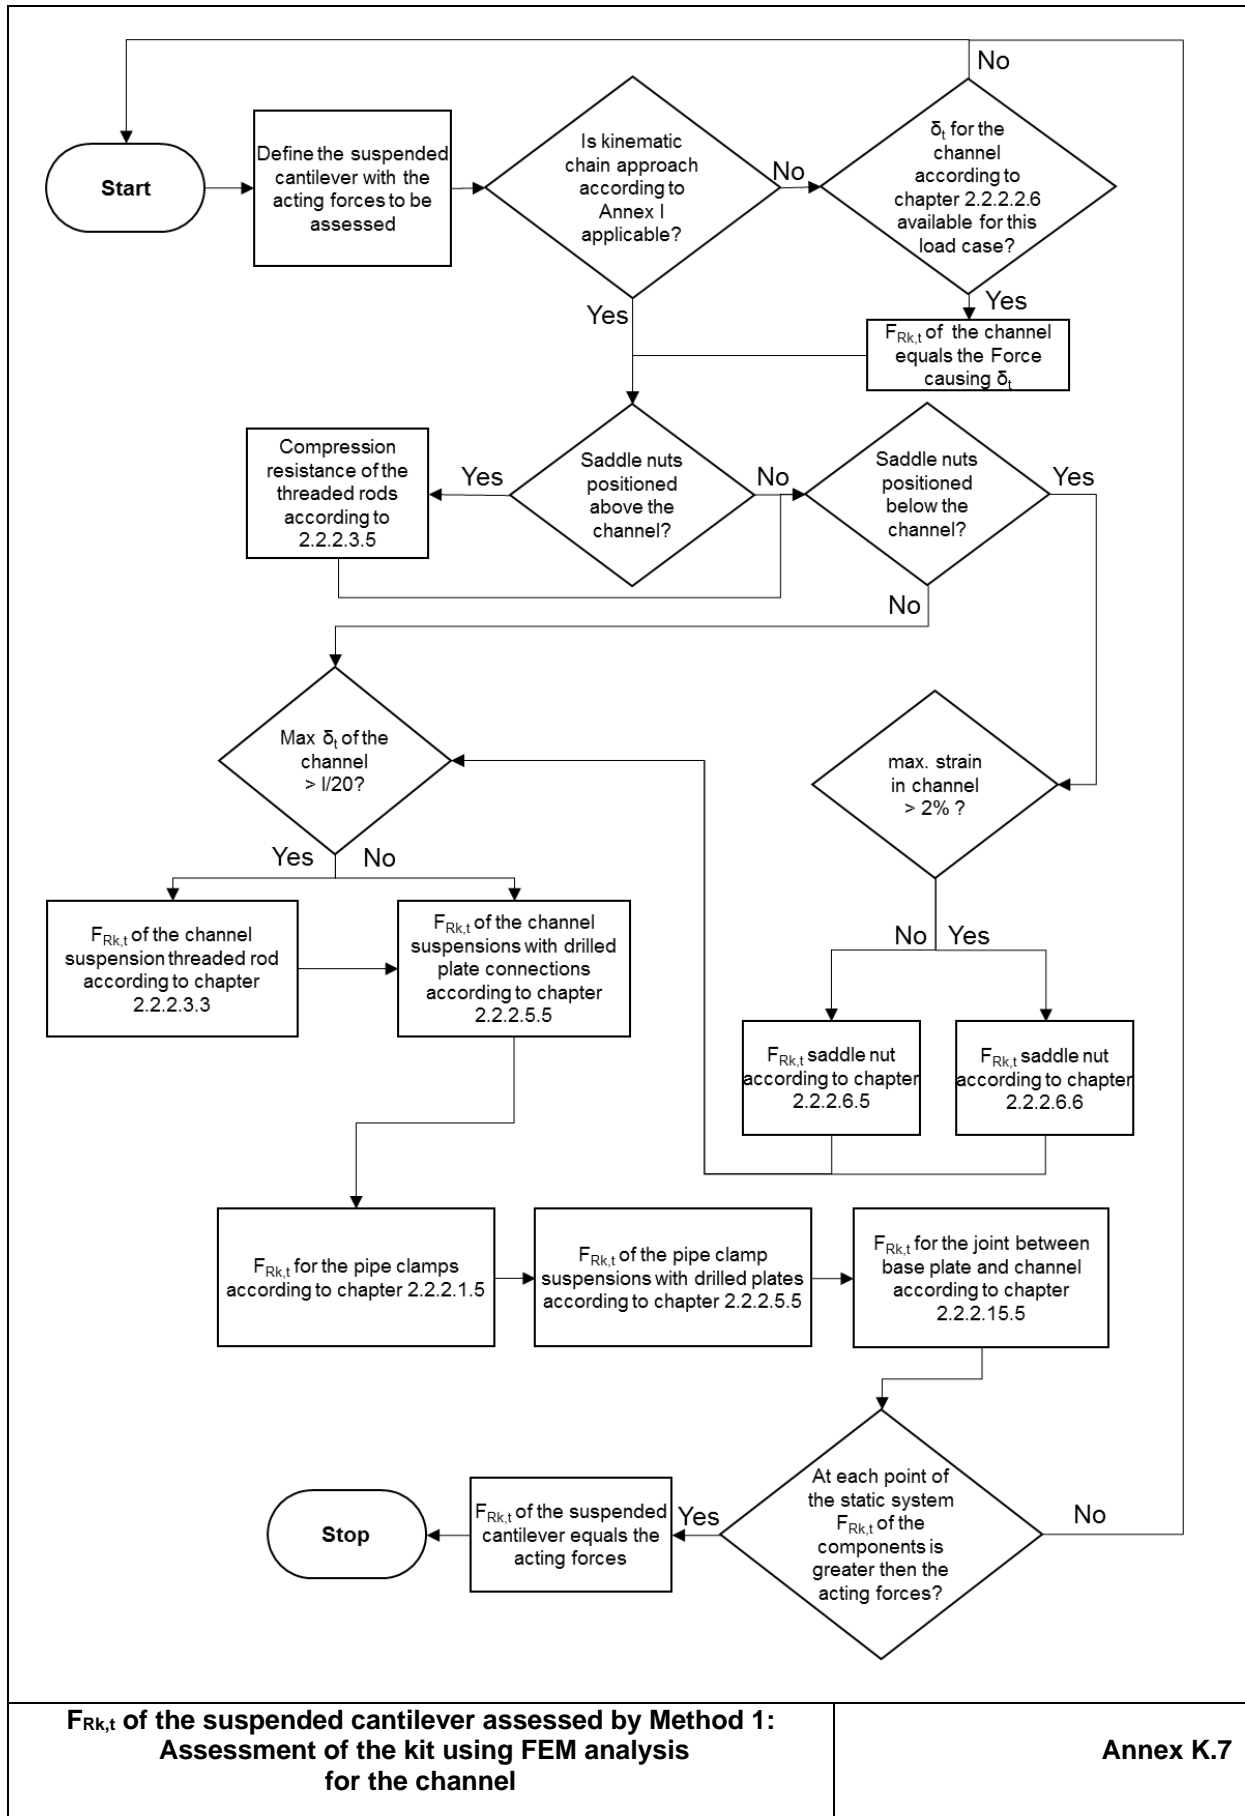 No
Start
Define the suspended
cantilever with the
acting forces to be
assessed
Is kinematic
chain approach
according to
Annex I
applicable?
No
δt for the
channel
according to
chapter 2.2.2.2.6
available for this
load case?
Yes
Yes
FRk,t of the channel
equals the Force
causing δt
Compression
resistance of the
threaded rods
according to
2.2.2.3.5
Yes
Saddle nuts
positioned
above the
channel?
No
Saddle nuts
positioned
below the
channel?
Yes
No
Max δt of the
channel
> l/20?
max. strain
in channel
> 2% ?
Yes
No
FRk,t of the channel
suspension threaded rod
according to chapter
2.2.2.3.3
FRk,t of the channel
suspensions with drilled
plate connections
according to chapter
2.2.2.5.5
No
Yes
FRk,t saddle nut
according to chapter
2.2.2.6.5
FRk,t saddle nut
according to chapter
2.2.2.6.6
FRk,t for the pipe clamps
according to chapter 2.2.2.1.5
FRk,t of the pipe clamp
suspensions with drilled plates
according to chapter 2.2.2.5.5
FRk,t for the joint between
base plate and channel
according to chapter
2.2.2.15.5
Stop
FRk,t of the suspended
cantilever equals the
acting forces
Yes
At each point of
the static system
FRk,t of the
components is
greater then the
acting forces?
No
FRk,t of the suspended cantilever assessed by Method 1:
Assessment of the kit using FEM analysis
for the channel
Annex K.7